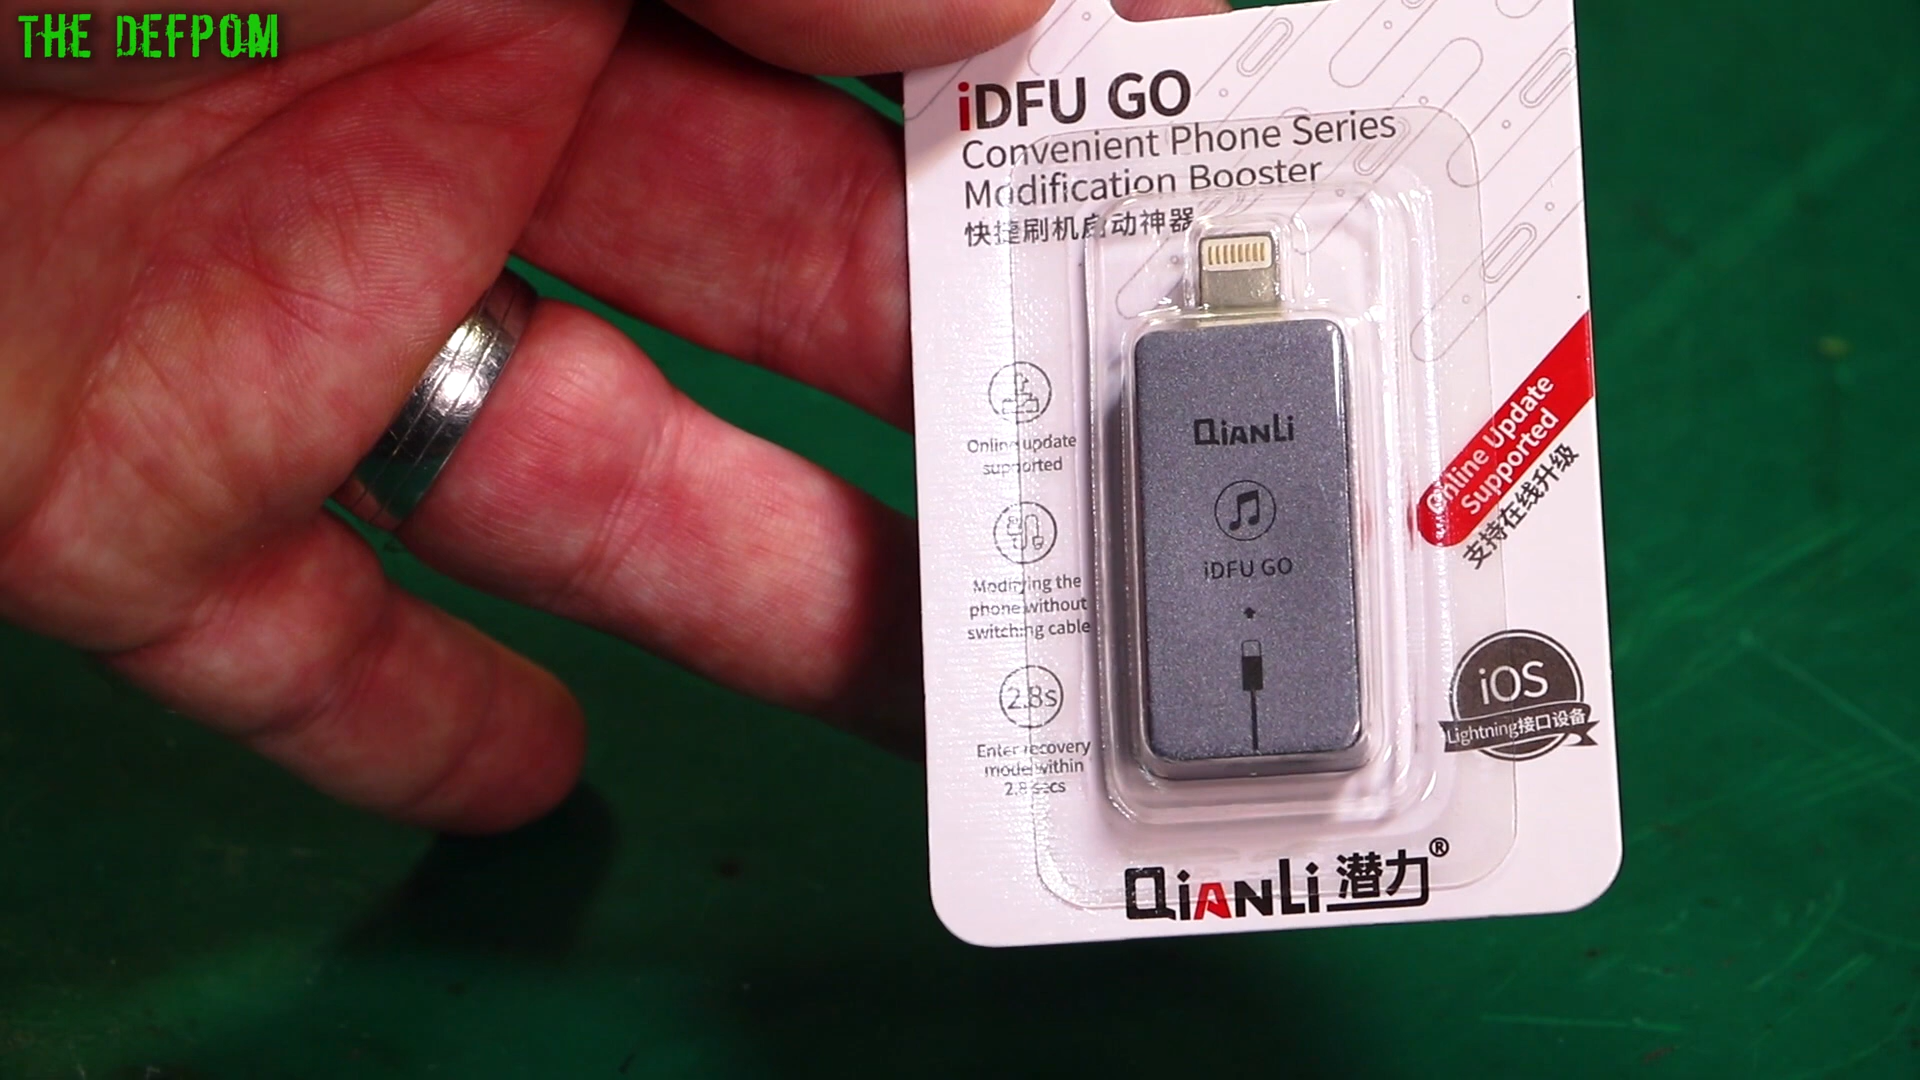 THE DEFPOM
iDFU GO
Convenient Phone Series
Modification Booster
快捷刷机启动神器
Online update
supported
Modifying the
phone without
switching cable
2.8s
Enter recovery
mode within
2.8 secs
QIANLI
iDFU GO
Online Update
Supported
支持在线升级
iOS
Lightning接口设备
QIANLI 潜力®